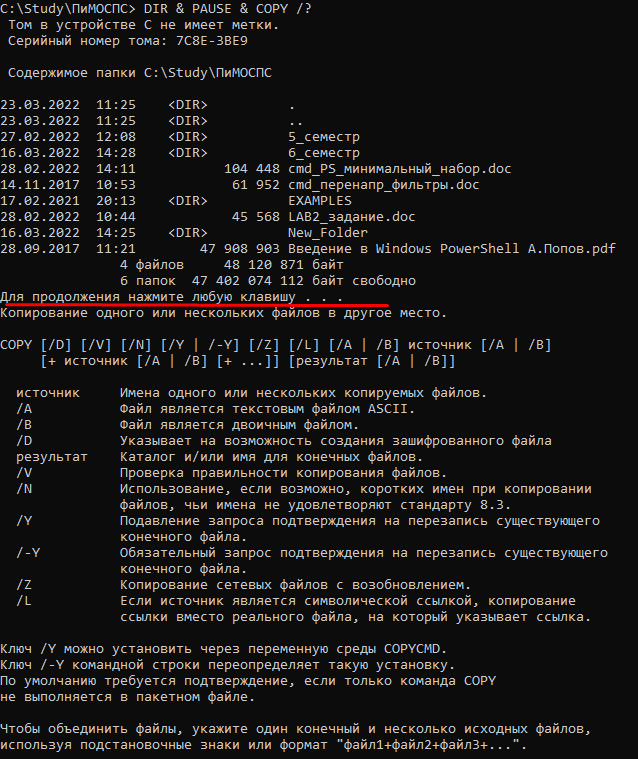 C:\Study\ПиМОСПС> DIR & PAUSE & COPY /?
Том в устройстве C не имеет метки.
Серийный номер тома: 7C8E-3BE9
Содержимое папки C:\Study\ПиМОСПС
23.03.2022  11:25    <DIR>          .
23.03.2022  11:25    <DIR>          ..
27.02.2022  12:08    <DIR>          5_семестр
16.03.2022  14:28    <DIR>          6_семестр
28.02.2022  14:11           104 448 cmd_PS_минимальный_набор.doc
14.11.2017  10:53            61 952 cmd_перенапр_фильтры.doc
17.02.2021  20:13    <DIR>          EXAMPLES
28.02.2022  10:44            45 568 LAB2_задание.doc
16.03.2022  14:25    <DIR>          New_Folder
28.09.2017  11:21        47 908 903 Введение в Windows PowerShell А.Попов.pdf
4 файлов     48 120 871 байт
6 папок  47 402 074 112 байт свободно
Для продолжения нажмите любую клавишу . . .
Копирование одного или нескольких файлов в другое место.
COPY [/D] [/V] [/N] [/Y | /-Y] [/Z] [/L] [/A | /B] источник [/A | /B]
[+ источник [/A | /B] [+ ...]] [результат [/A | /B]]
источник     Имена одного или нескольких копируемых файлов.
/A           Файл является текстовым файлом ASCII.
/B           Файл является двоичным файлом.
/D           Указывает на возможность создания зашифрованного файла
результат    Каталог и/или имя для конечных файлов.
/V           Проверка правильности копирования файлов.
/N           Использование, если возможно, коротких имен при копировании
файлов, чьи имена не удовлетворяют стандарту 8.3.
/Y           Подавление запроса подтверждения на перезапись существующего
конечного файла.
/-Y          Обязательный запрос подтверждения на перезапись существующего
конечного файла.
/Z           Копирование сетевых файлов с возобновлением.
/L           Если источник является символической ссылкой, копирование
ссылки вместо реального файла, на который указывает ссылка.
Ключ /Y можно установить через переменную среды COPYCMD.
Ключ /-Y командной строки переопределяет такую установку.
По умолчанию требуется подтверждение, если только команда COPY
не выполняется в пакетном файле.
Чтобы объединить файлы, укажите один конечный и несколько исходных файлов,
используя подстановочные знаки или формат "файл1+файл2+файл3+...".